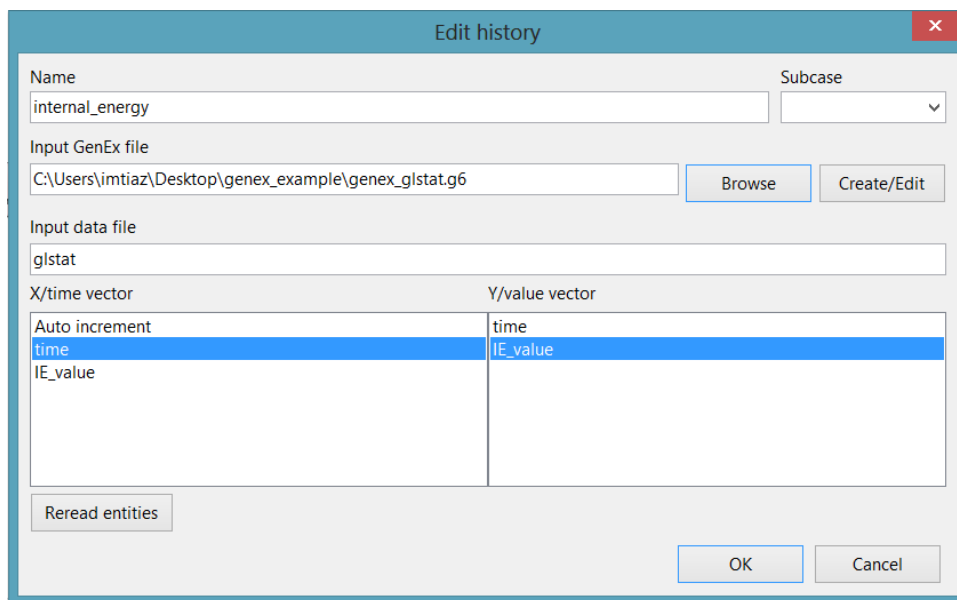 Edit history
Name
Subcase
internal_energy
Input GenEx file
C:\Users\imtiaz\Desktop\genex_example\genex_glstat.g6
Browse
Create/Edit
Input data file
glstat
X/time vector
Y/value vector
Auto increment
time
IE_value
time
IE_value
Reread entities
OK
Cancel